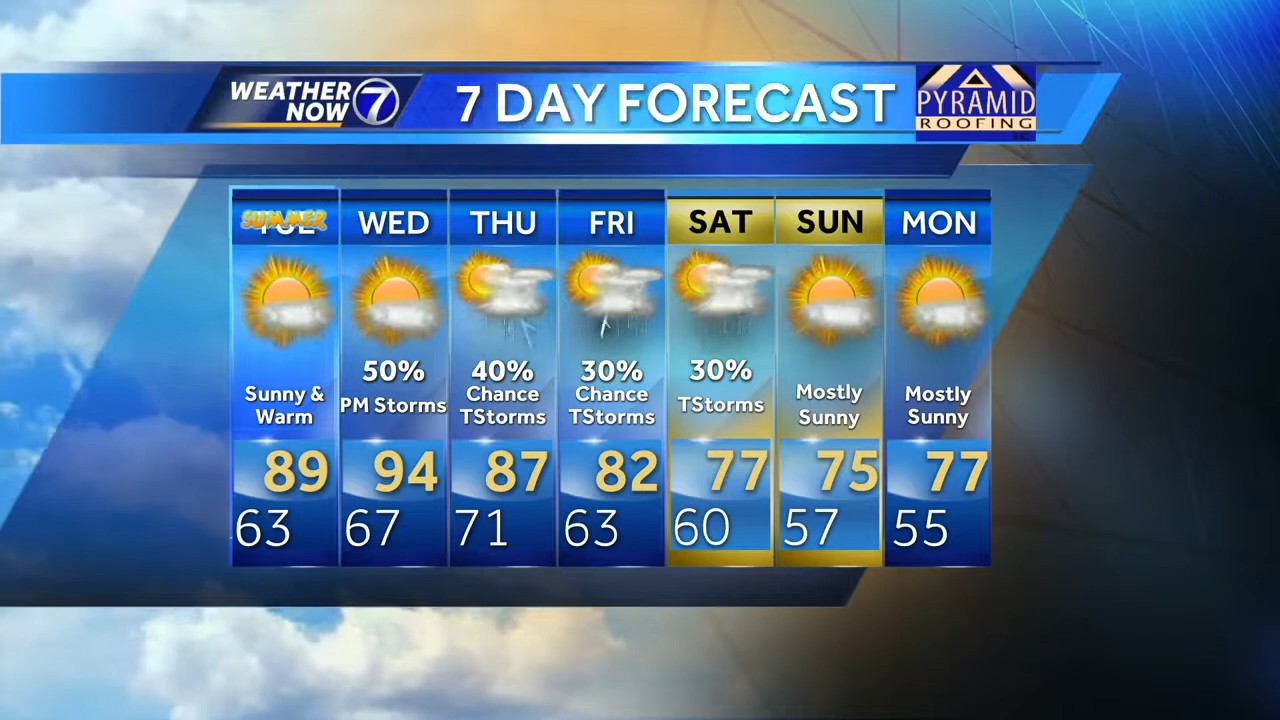 WEATHER
NOW 7
7 DAY FORECAST
PYRAMID
ROOFING
SUMMER
TUE WED THU FRI SAT SUN MON
Sunny &
Warm
50%
PM Storms
40%
Chance
TStorms
30%
Chance
TStorms
30%
TStorms
Mostly
Sunny
Mostly
Sunny
89 94 87 82 77 75 77
63 67 71 63 60 57 55